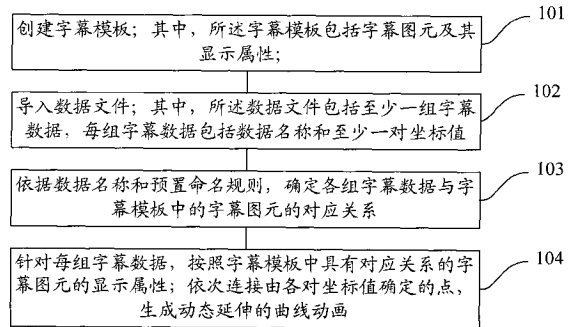 101
创建字幕模板；其中，所述字幕模板包括字幕图元及其
显示属性；
102
导入数据文件；其中，所述数据文件包括至少一组字幕
数据，每组字幕数据包括数据名称和至少一对坐标值
103
依据数据名称和预置命名规则，确定各组字幕数据与字
幕模板中的字幕图元的对应关系
104
针对每组字幕数据，按照字幕模板中具有对应关系的字
幕图元的显示属性；依次连接由各对坐标值确定的点，
生成动态延伸的曲线动画